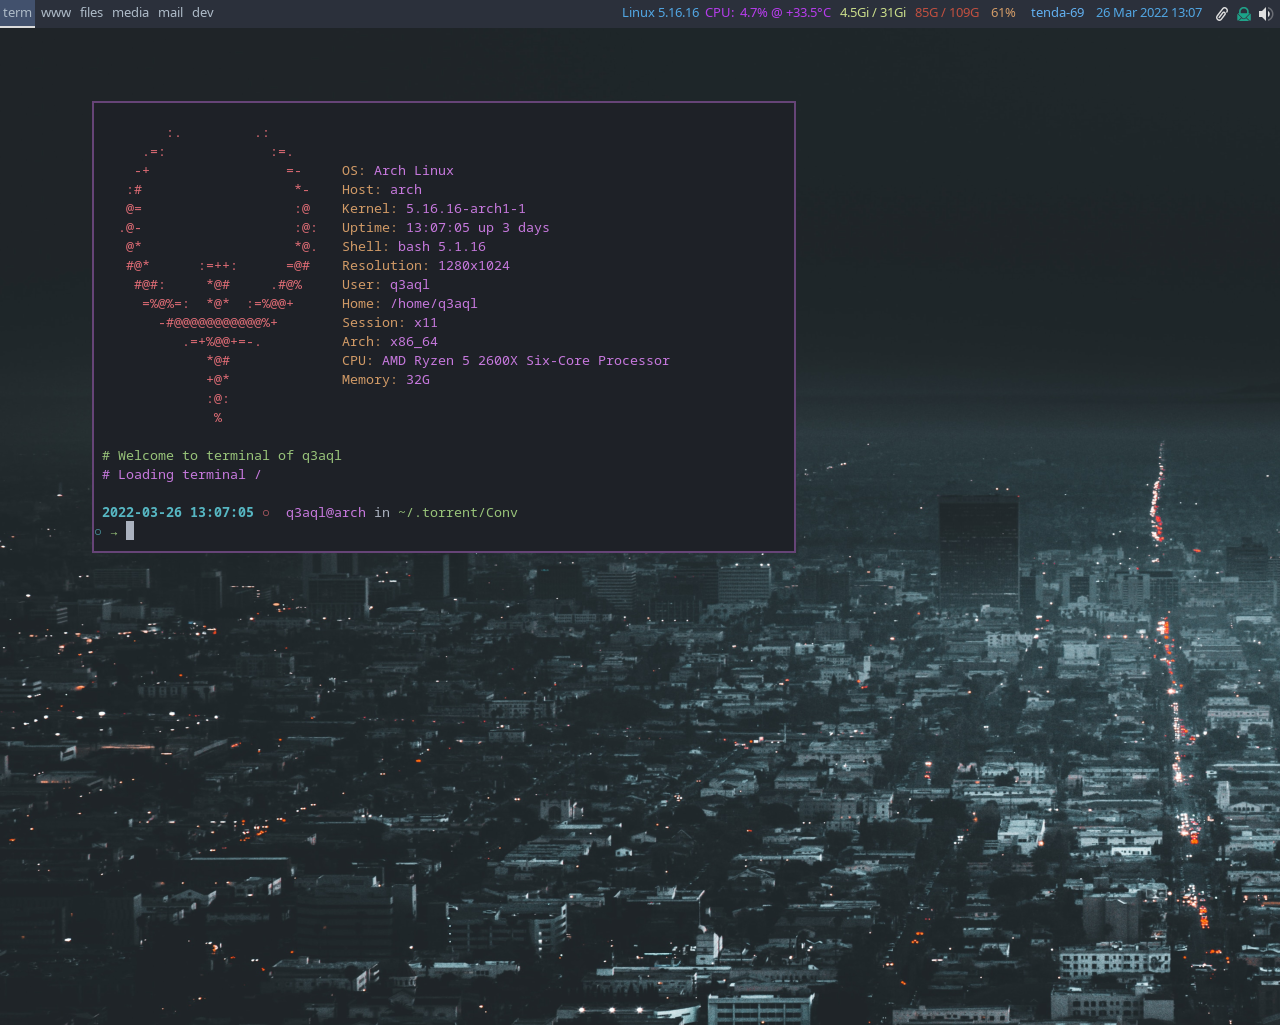 term www files media mail dev Linux 5.16.16 CPU: 4.7% @ +33.5°C 4.5Gi / 31Gi 85G / 109G 61% tenda-69 26 Mar 2022 13:07
:. .:
.=: :=.
-+ =- OS: Arch Linux
:# *- Host: arch
@= :@ Kernel: 5.16.16-arch1-1
.@- :@: Uptime: 13:07:05 up 3 days
@* *@. Shell: bash 5.1.16
#@* :=++: =@# Resolution: 1280x1024
#@#: *@# .#@% User: q3aql
=%@%=: *@* :=%@@+ Home: /home/q3aql
-#@@@@@@@@@@@%+ Session: x11
.=+%@@+=-. Arch: x86_64
*@# CPU: AMD Ryzen 5 2600X Six-Core Processor
+@* Memory: 32G
:@:
%
# Welcome to terminal of q3aql
# Loading terminal /
2022-03-26 13:07:05 ○ q3aql@arch in ~/.torrent/Conv
○ →